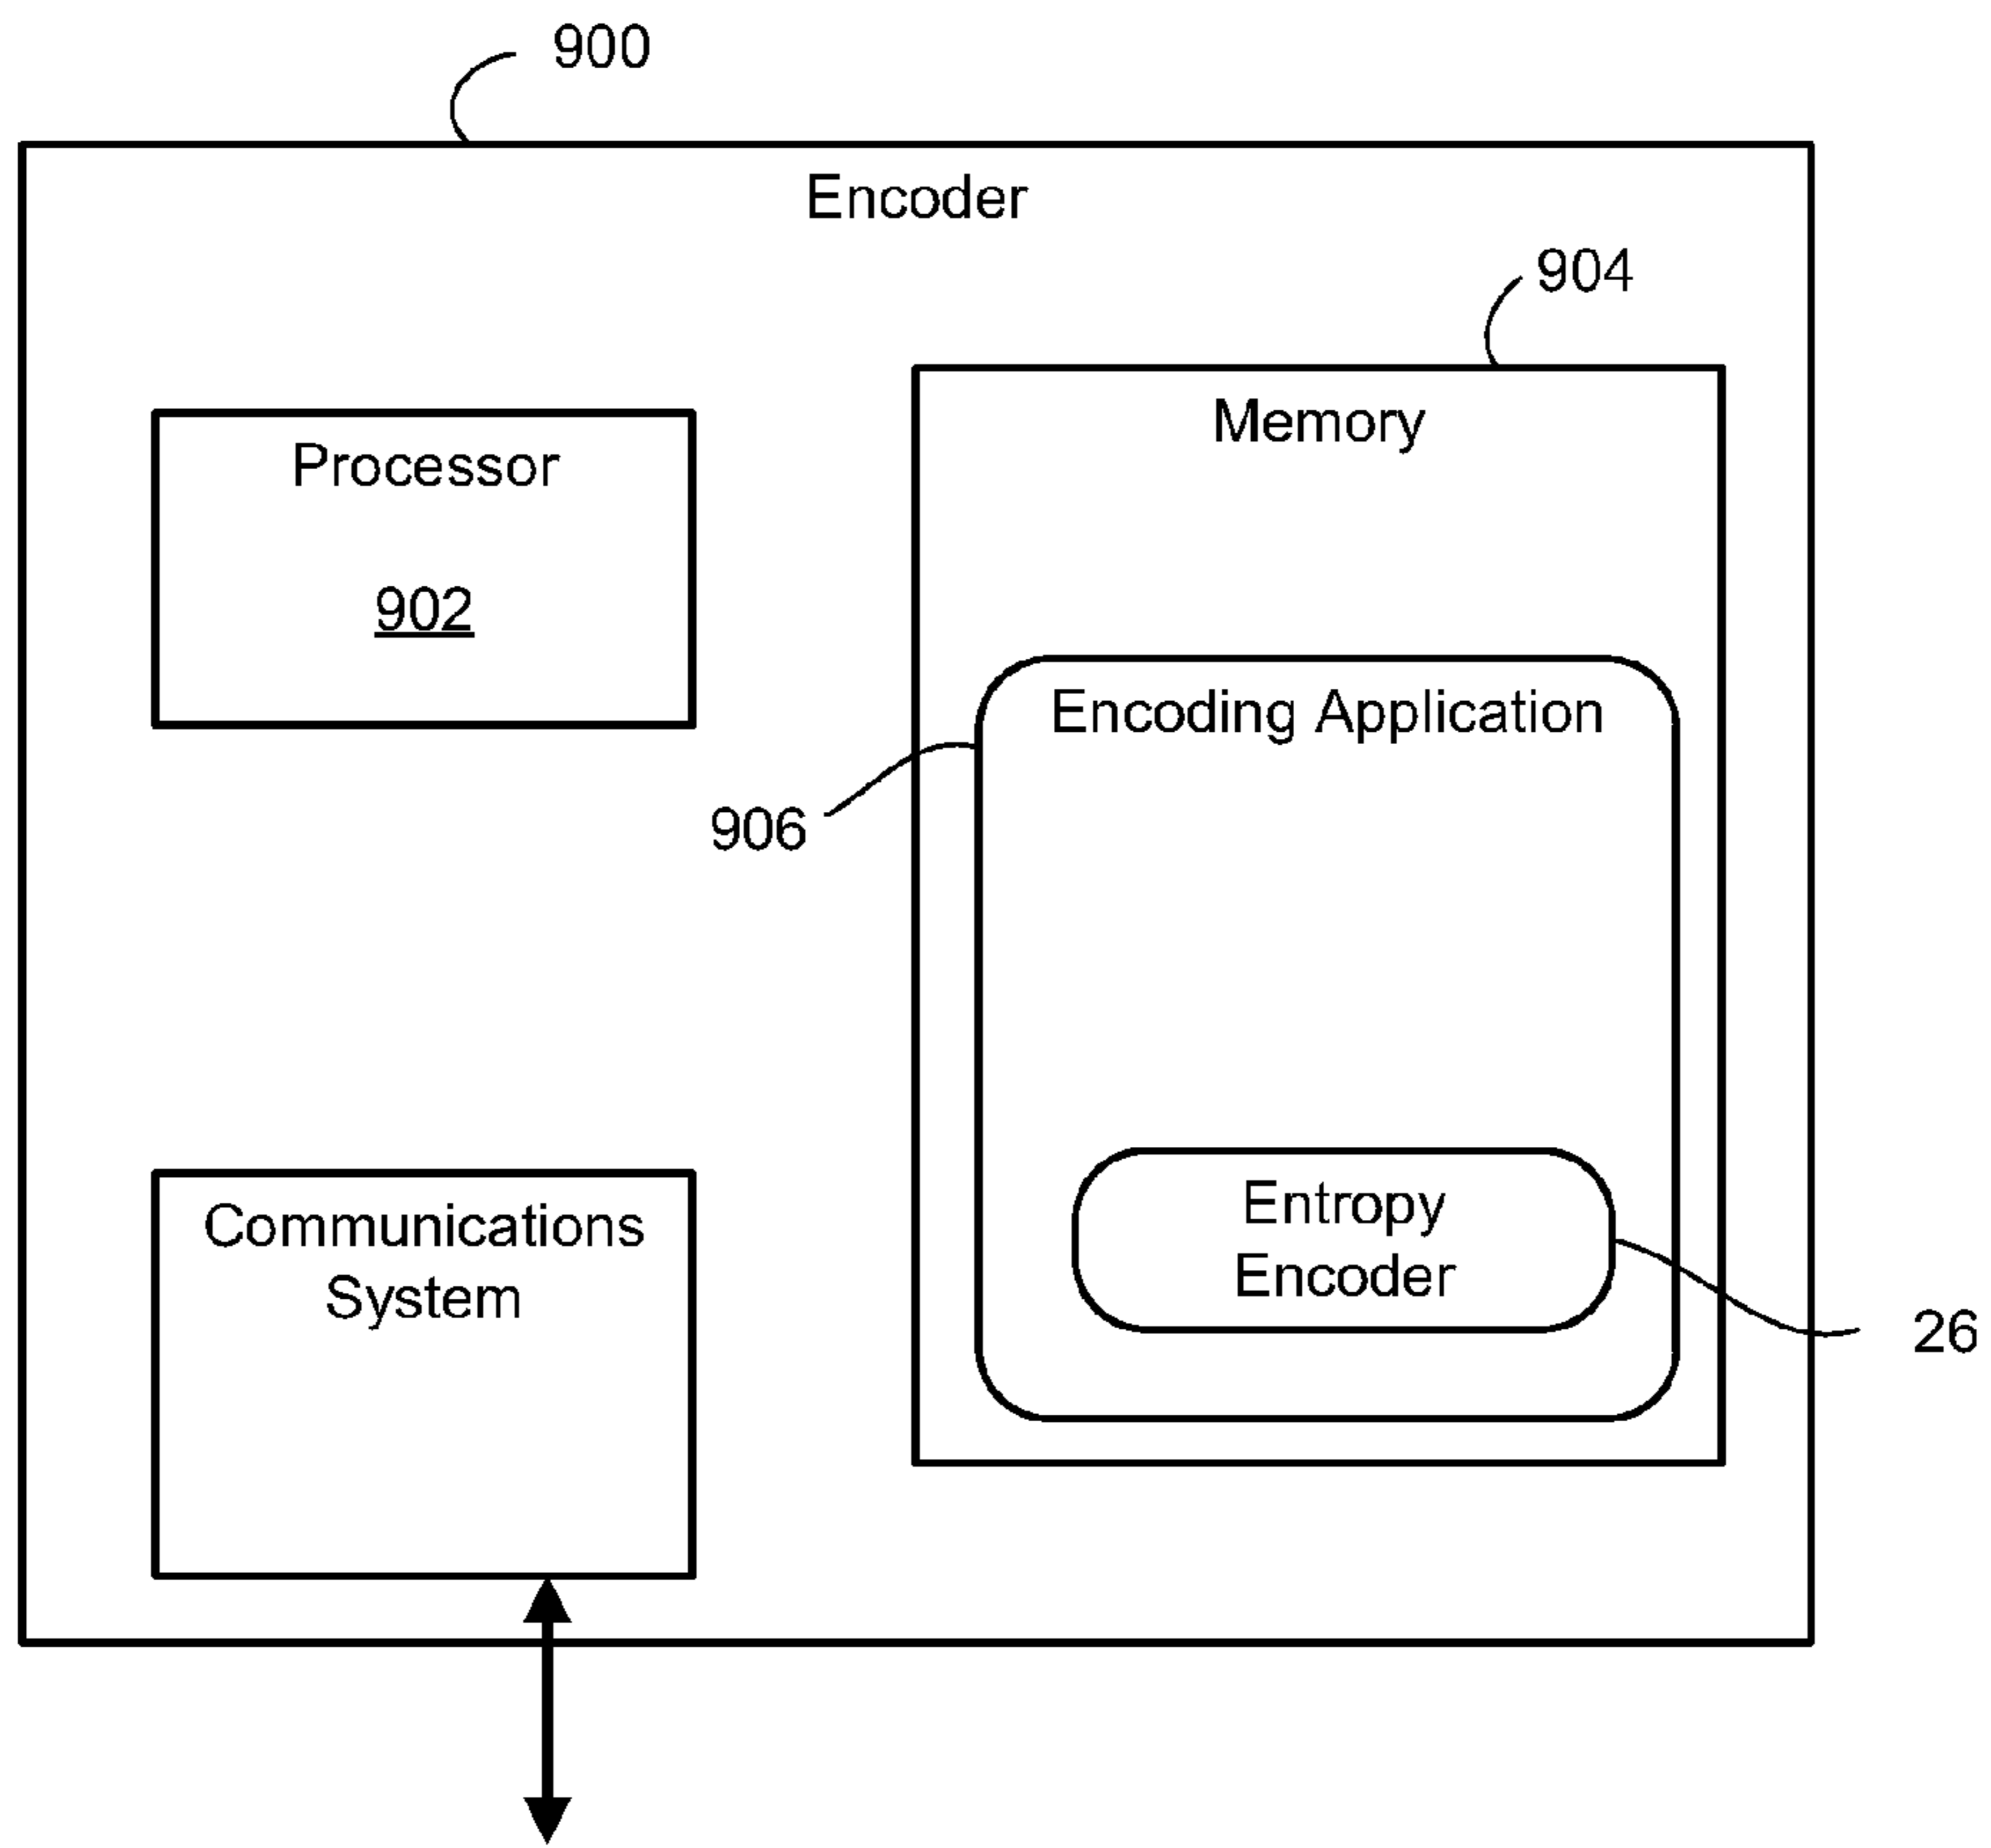 900
Encoder
904
Memory
Processor
902
Encoding Application
906
Entropy
Encoder
Communications
System
26